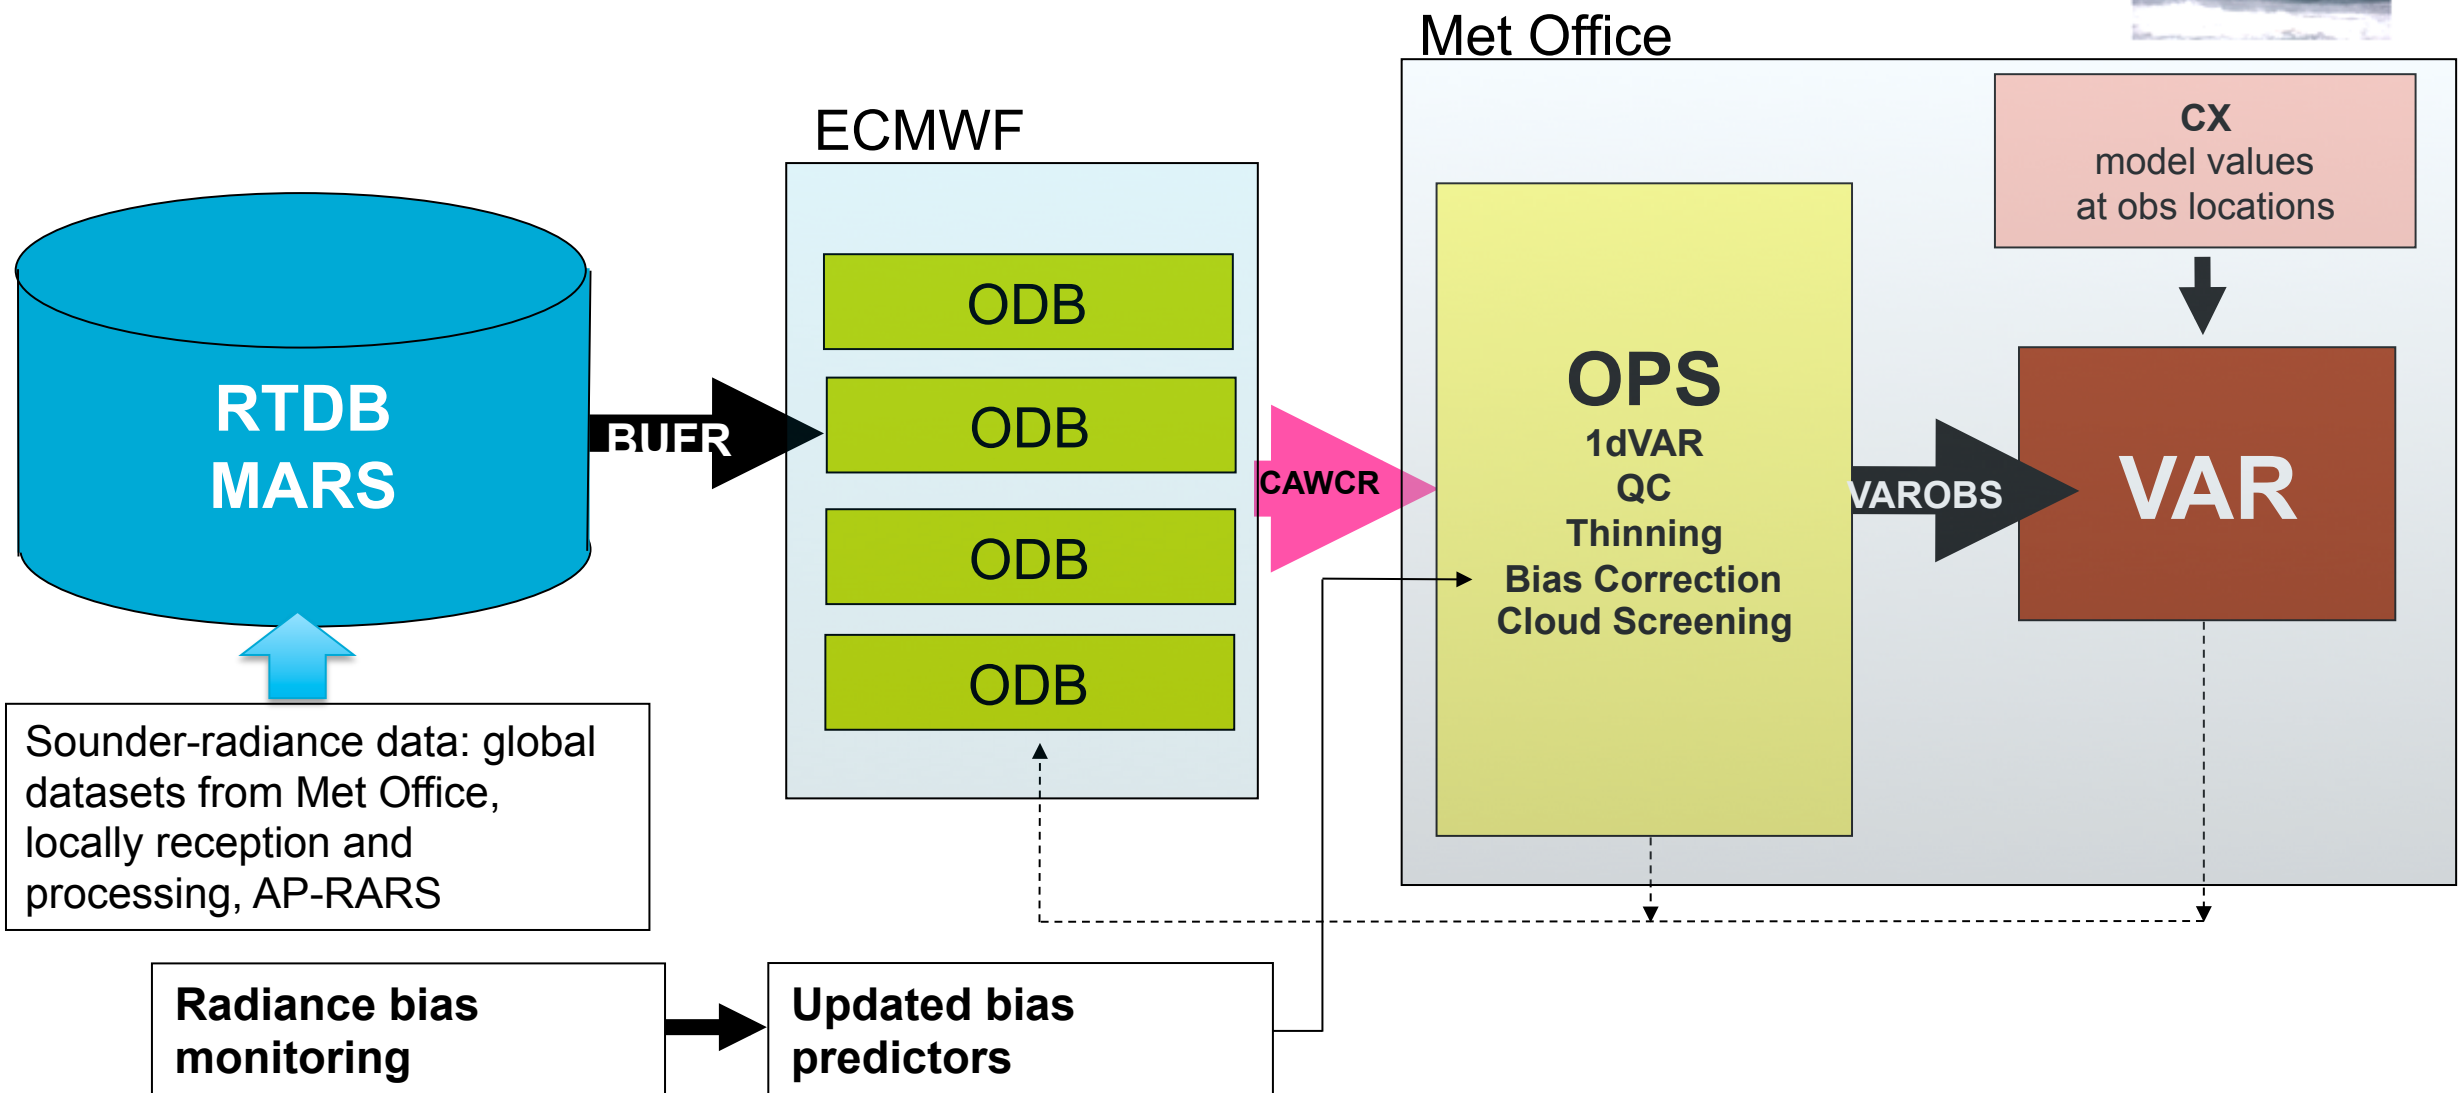 Met Office
ECMWF
CX
model values
at obs locations
RTDB
MARS
BUFR
ODB
ODB
ODB
ODB
CAWCR
OPS
1dVAR
QC
Thinning
Bias Correction
Cloud Screening
VAROBS
VAR
Sounder-radiance data: global
datasets from Met Office,
locally reception and
processing, AP-RARS
Radiance bias
monitoring
Updated bias
predictors